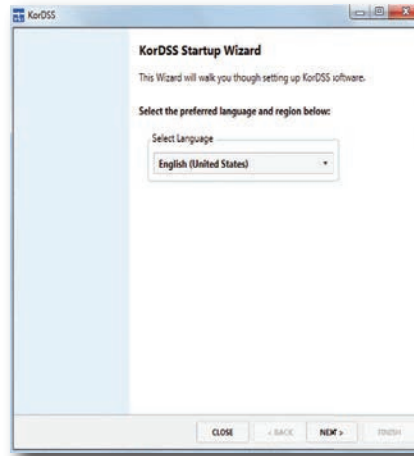 KorDSS
KorDSS Startup Wizard
This Wizard will walk you though setting up KorDSS software.
Select the preferred language and region below:
Select Language
English (United States)
CLOSE
< BACK
NEXT >
FINISH